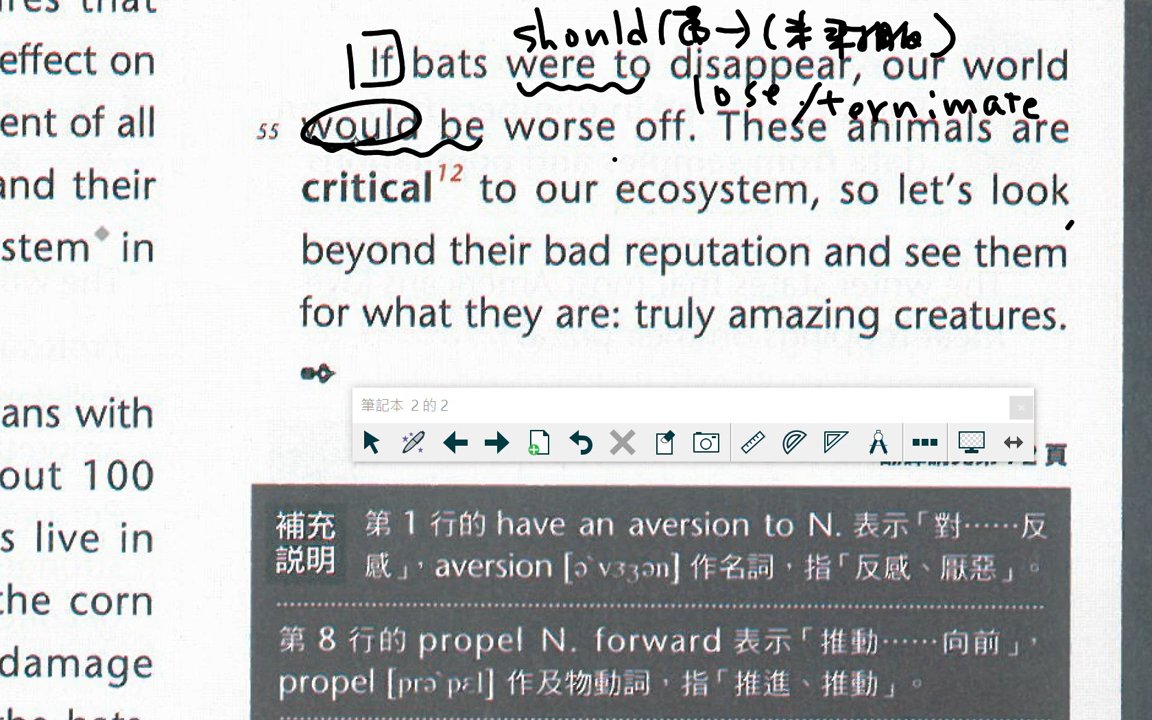 should(萬一)(未來
If bats were to disappear, our world
lose/terminate
55 would be worse off. These animals are
critical12 to our ecosystem, so let's look
beyond their bad reputation and see them
for what they are: truly amazing creatures.
effect on
ent of all
and their
stem◆ in
ans with
out 100
s live in
the corn
damage
筆記本 2 的 2
頁
補充
說明
第 1 行的 have an aversion to N. 表示「對……反
感」,aversion [əˋvɝʒən] 作名詞,指「反感、厭惡」。
第 8 行的 propel N. forward 表示「推動……向前」,
propel [prəˋpɛl] 作及物動詞,指「推進、推動」。